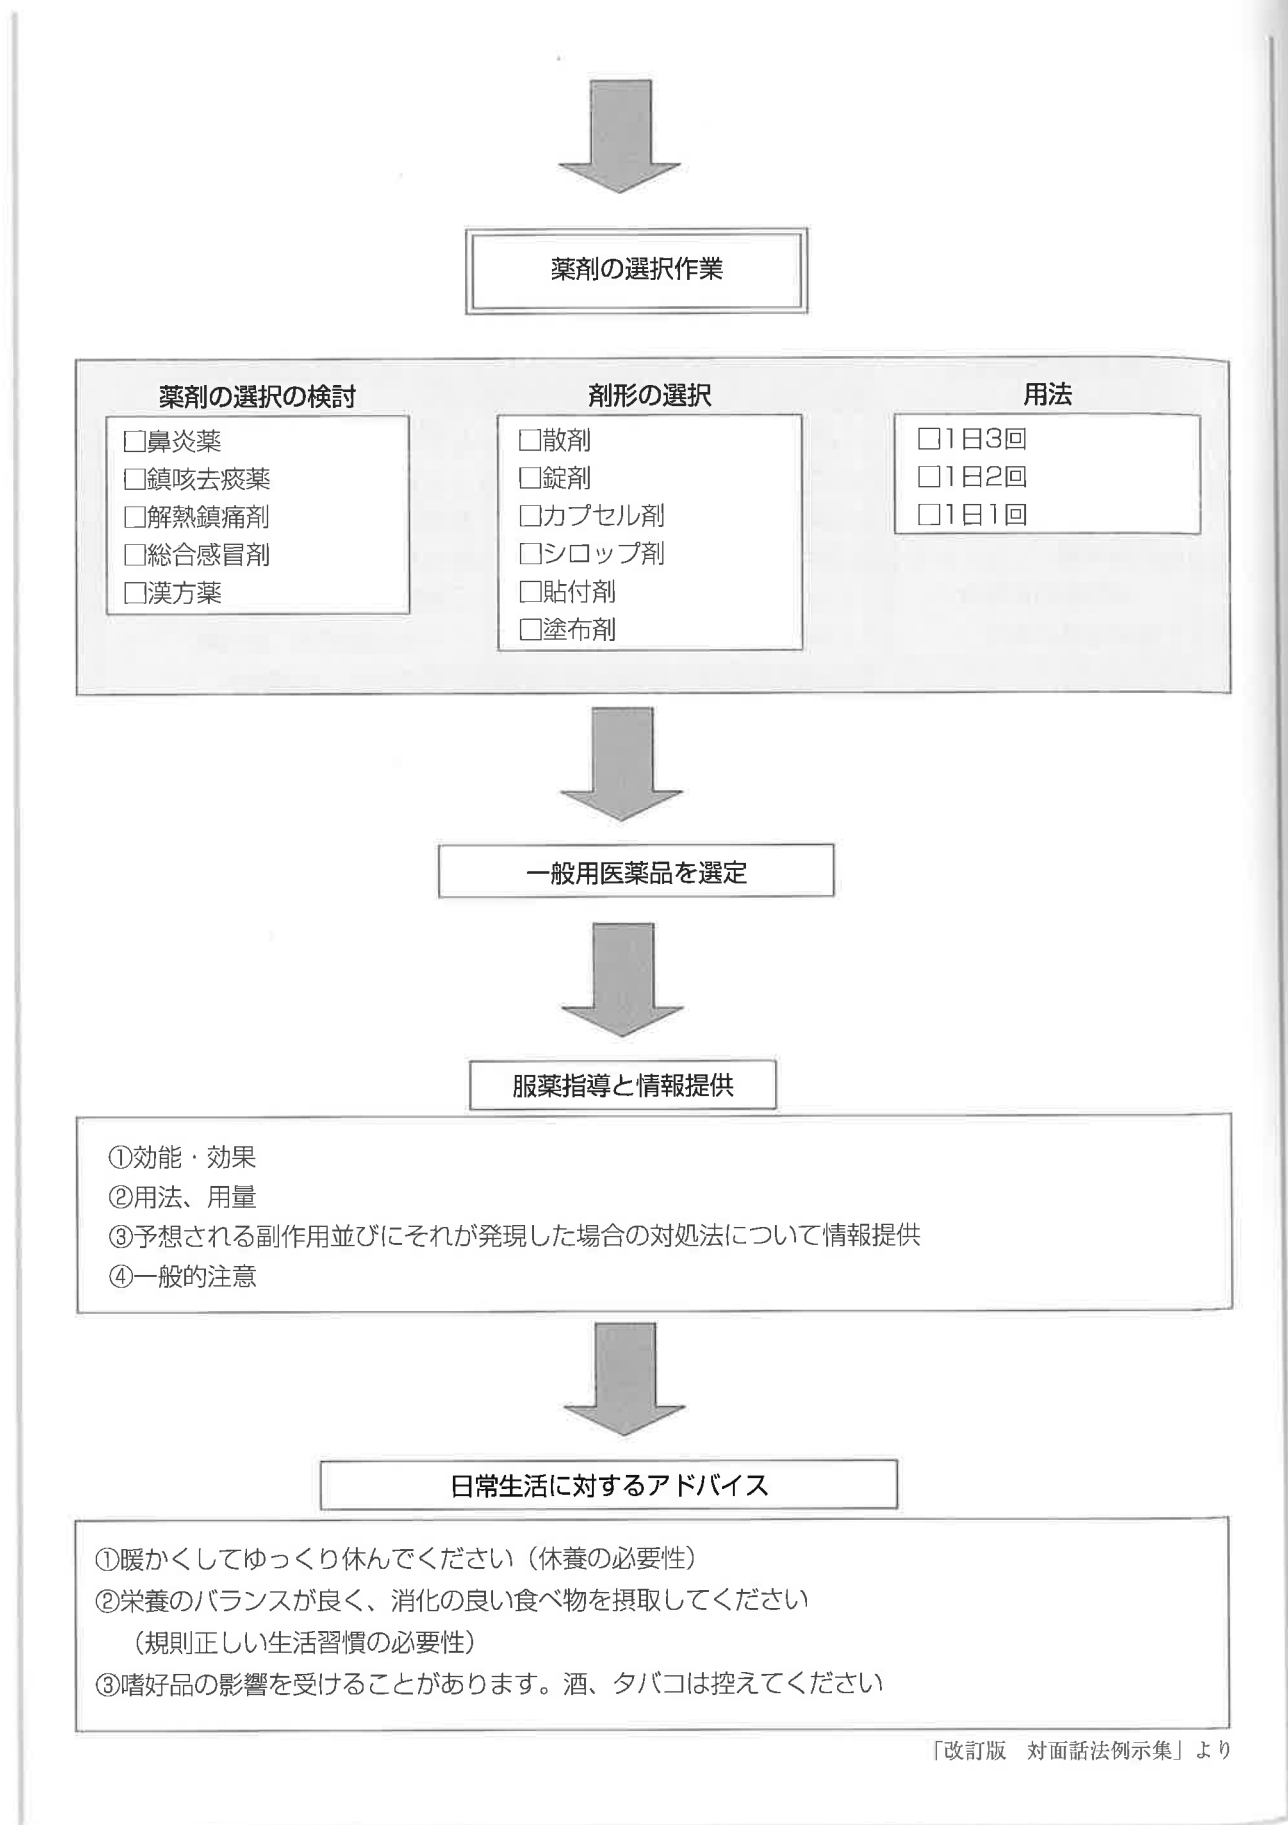 薬剤の選択作業
薬剤の選択の検討
□鼻炎薬
□鎮咳去痰薬
□解熱鎮痛剤
□総合感冒剤
□漢方薬
剤形の選択
□散剤
□錠剤
□カプセル剤
□シロップ剤
□貼付剤
□塗布剤
用法
□1日3回
□1日2回
□1日1回
一般用医薬品を選定
服薬指導と情報提供
①効能・効果
②用法、用量
③予想される副作用並びにそれが発現した場合の対処法について情報提供
④一般的注意
日常生活に対するアドバイス
①暖かくしてゆっくり休んでください（休養の必要性）
②栄養のバランスが良く、消化の良い食べ物を摂取してください
（規則正しい生活習慣の必要性）
③嗜好品の影響を受けることがあります。酒、タバコは控えてください
「改訂版　対面話法例示集」より